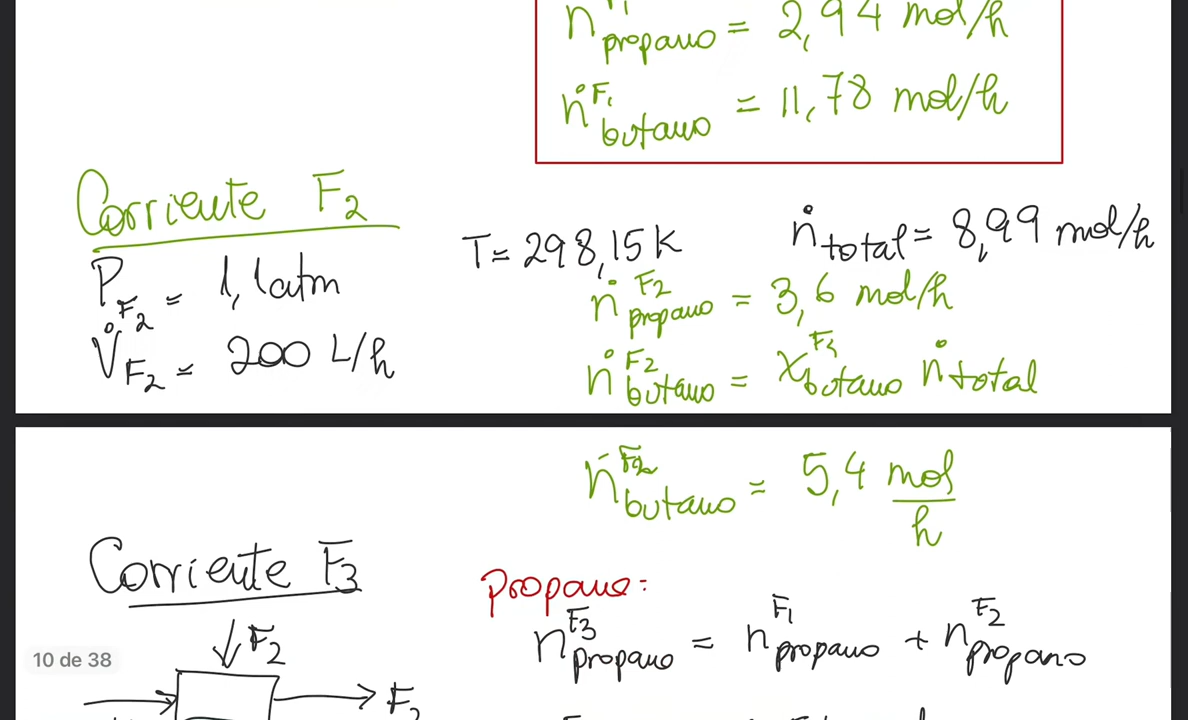 ṅ propano = 2,94 mol/h
ṅ^F₁ butano = 11,78 mol/h
Corriente F₂
T = 298,15 K
ṅ total = 8,99 mol/h
P F₂ = 1,1 atm
ṅ^F₂ propano = 3,6 mol/h
V̇ F₂ = 200 L/h
ṅ^F₂ butano = x butano ṅ total
ṅ^F₂ butano = 5,4 mol/h
Corriente F₃
Propano:
n^F₃ propano = n^F₁ propano + n^F₂ propano
↓F₂
10 de 38
→ F₃